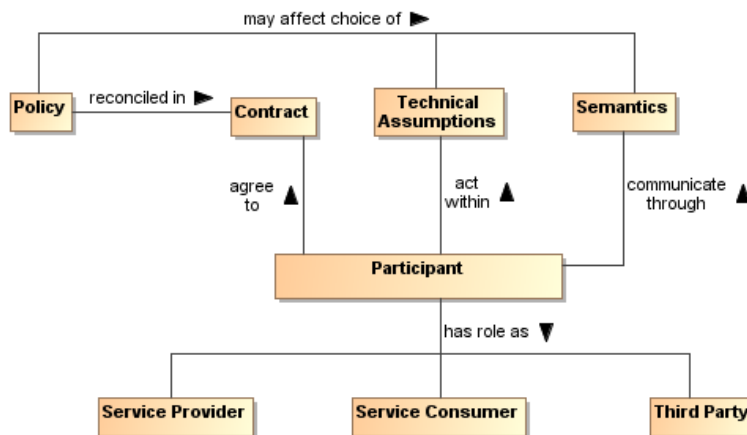 may affect choice of
Policy
reconciled in
Contract
Technical
Assumptions
Semantics
agree
to
act
within
communicate
through
Participant
has role as
Service Provider
Service Consumer
Third Party